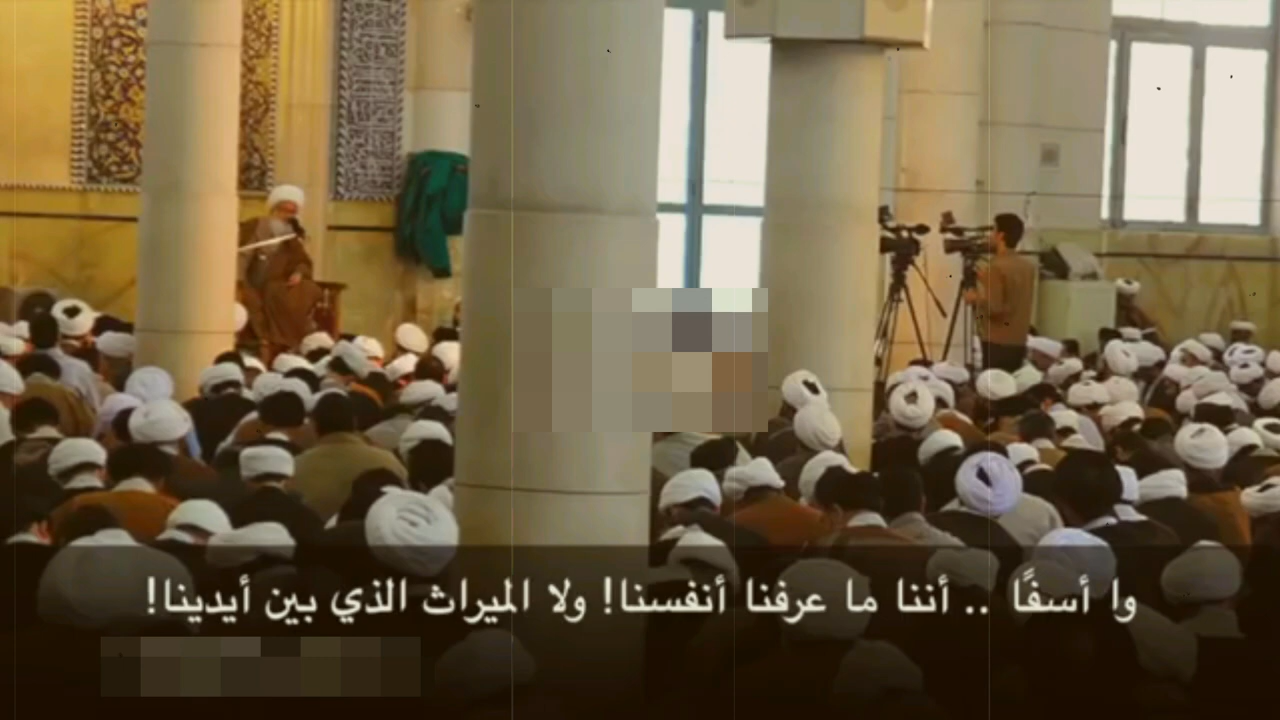 وا أسفًا .. أننا ما عرفنا أنفسنا! ولا الميراث الذي بين أيدينا!